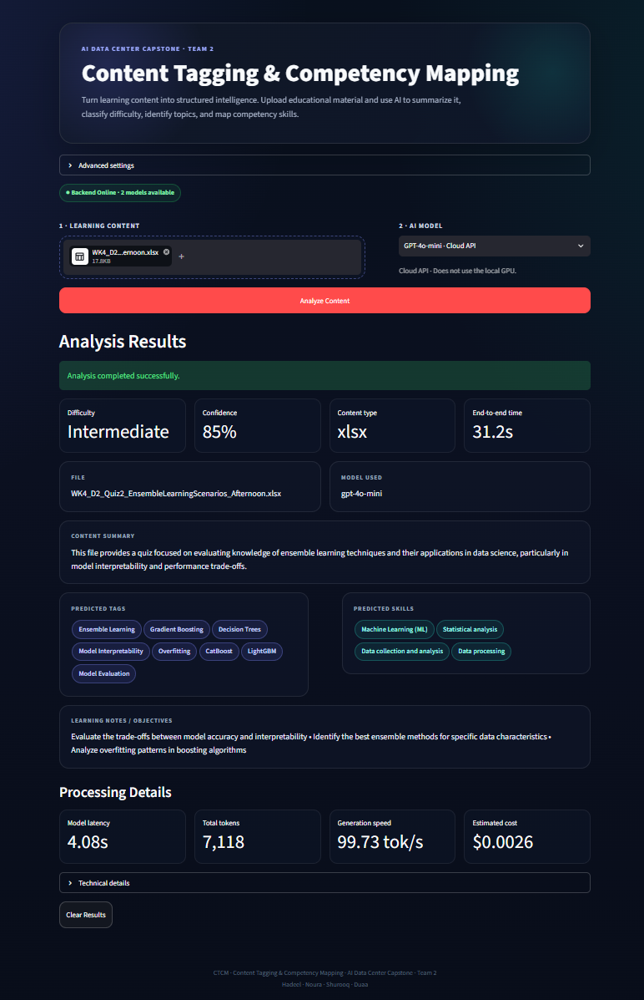 AI DATA CENTER CAPSTONE · TEAM 2
Content Tagging & Competency Mapping
Turn learning content into structured intelligence. Upload educational material and use AI to summarize it,
classify difficulty, identify topics, and map competency skills.
Advanced settings
Backend Online · 2 models available
1 · LEARNING CONTENT
2 · AI MODEL
WK4_D2...ernoon.xlsx
17.8KB
GPT-4o-mini · Cloud API
Cloud API · Does not use the local GPU.
Analyze Content
Analysis Results
Analysis completed successfully.
Difficulty
Intermediate
Confidence
85%
Content type
xlsx
End-to-end time
31.2s
FILE
WK4_D2_Quiz2_EnsembleLearningScenarios_Afternoon.xlsx
MODEL USED
gpt-4o-mini
CONTENT SUMMARY
This file provides a quiz focused on evaluating knowledge of ensemble learning techniques and their applications in data science, particularly in
model interpretability and performance trade-offs.
PREDICTED TAGS
Ensemble Learning Gradient Boosting Decision Trees
Model Interpretability Overfitting CatBoost LightGBM
Model Evaluation
PREDICTED SKILLS
Machine Learning (ML) Statistical analysis
Data collection and analysis Data processing
LEARNING NOTES / OBJECTIVES
Evaluate the trade-offs between model accuracy and interpretability • Identify the best ensemble methods for specific data characteristics •
Analyze overfitting patterns in boosting algorithms
Processing Details
Model latency
4.08s
Total tokens
7,118
Generation speed
99.73 tok/s
Estimated cost
$0.0026
Technical details
Clear Results
CTCM · Content Tagging & Competency Mapping · AI Data Center Capstone · Team 2
Hadeel · Noura · Shurooq · Duaa